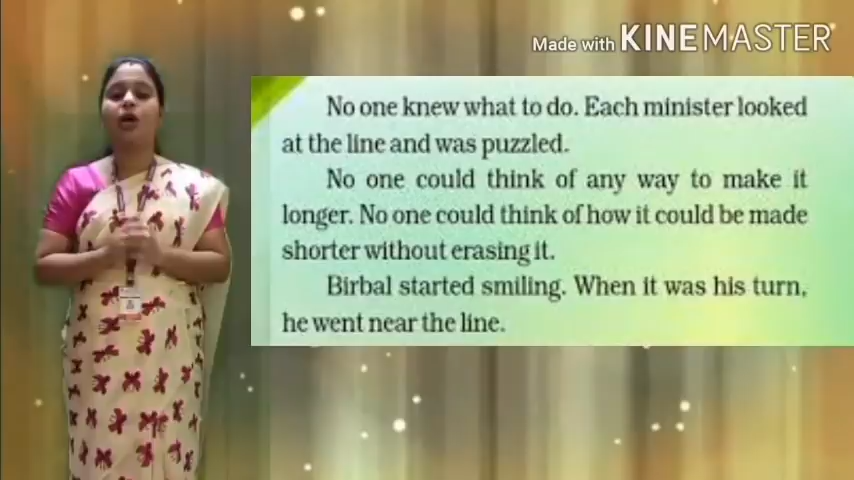 Made with KINEMASTER
No one knew what to do. Each minister looked
at the line and was puzzled.
No one could think of any way to make it
longer. No one could think of how it could be made
shorter without erasing it.
Birbal started smiling. When it was his turn,
he went near the line.